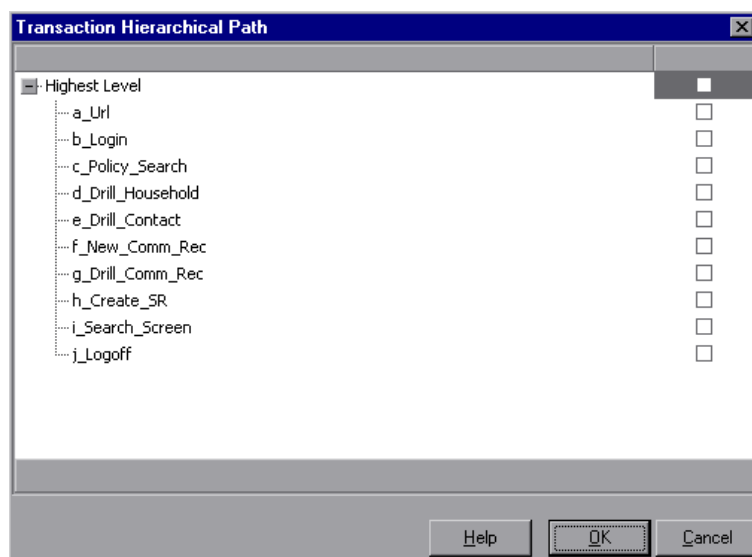 Transaction Hierarchical Path
Highest Level
a_Url
b_Login
c_Policy_Search
d_Drill_Household
e_Drill_Contact
f_New_Comm_Rec
g_Drill_Comm_Rec
h_Create_SR
i_Search_Screen
j_Logoff
Help OK Cancel